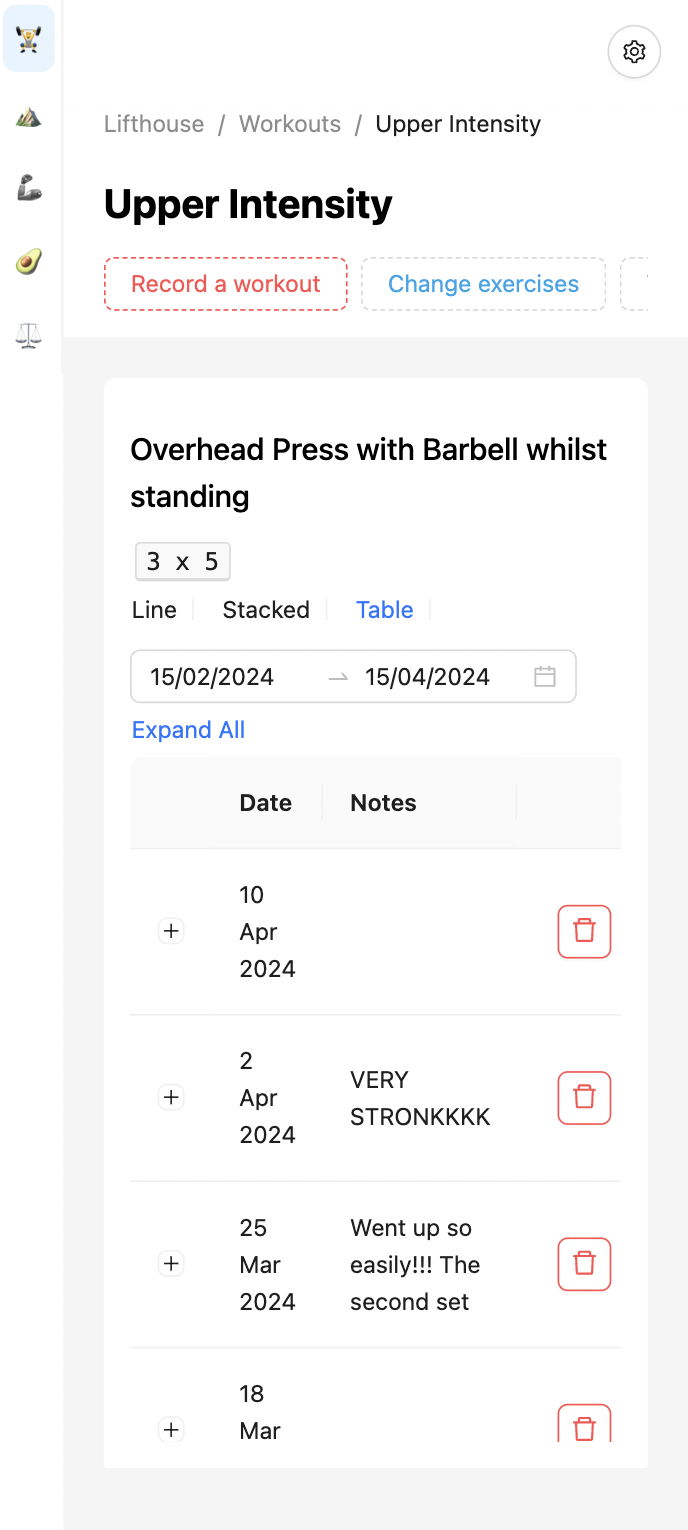 Lifthouse / Workouts / Upper Intensity
Upper Intensity
Record a workout
Change exercises
Overhead Press with Barbell whilst
standing
3 x 5
Line
Stacked
Table
15/02/2024
15/04/2024
Expand All
Date
Notes
10
Apr
2024
2
Apr
2024
VERY
STRONKKKK
25
Mar
2024
Went up so
easily!!! The
second set
18
Mar